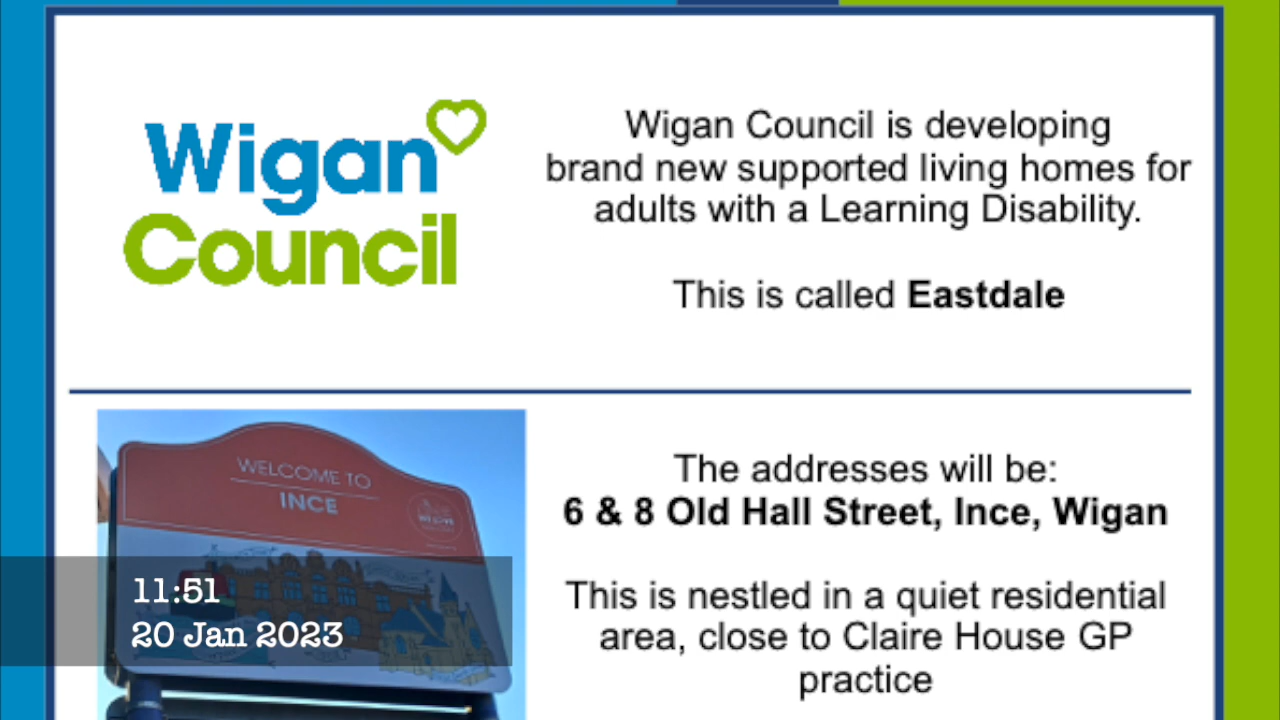 Wigan
Council
Wigan Council is developing
brand new supported living homes for
adults with a Learning Disability.
This is called Eastdale
WELCOME TO
INCE
The addresses will be:
6 & 8 Old Hall Street, Ince, Wigan
This is nestled in a quiet residential
area, close to Claire House GP
practice
11:51
20 Jan 2023